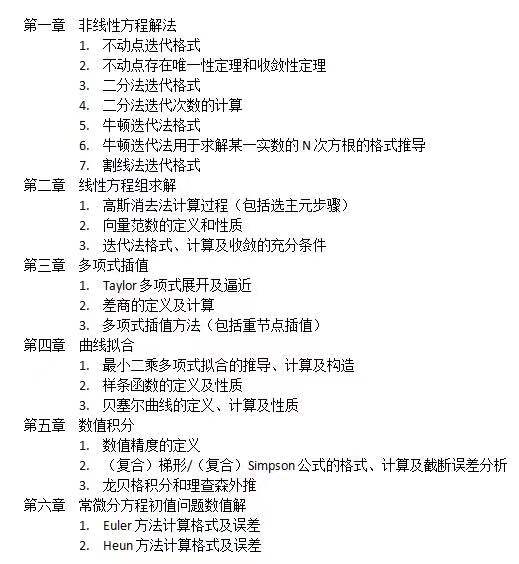 第一章 非线性方程解法
1. 不动点迭代格式
2. 不动点存在唯一性定理和收敛性定理
3. 二分法迭代格式
4. 二分法迭代次数的计算
5. 牛顿迭代法格式
6. 牛顿迭代法用于求解某一实数的 N 次方根的格式推导
7. 割线法迭代格式
第二章 线性方程组求解
1. 高斯消去法计算过程（包括选主元步骤）
2. 向量范数的定义和性质
3. 迭代法格式、计算及收敛的充分条件
第三章 多项式插值
1. Taylor 多项式展开及逼近
2. 差商的定义及计算
3. 多项式插值方法（包括重节点插值）
第四章 曲线拟合
1. 最小二乘多项式拟合的推导、计算及构造
2. 样条函数的定义及性质
3. 贝塞尔曲线的定义、计算及性质
第五章 数值积分
1. 数值精度的定义
2. （复合）梯形/（复合）Simpson 公式的格式、计算及截断误差分析
3. 龙贝格积分和理查森外推
第六章 常微分方程初值问题数值解
1. Euler 方法计算格式及误差
2. Heun 方法计算格式及误差